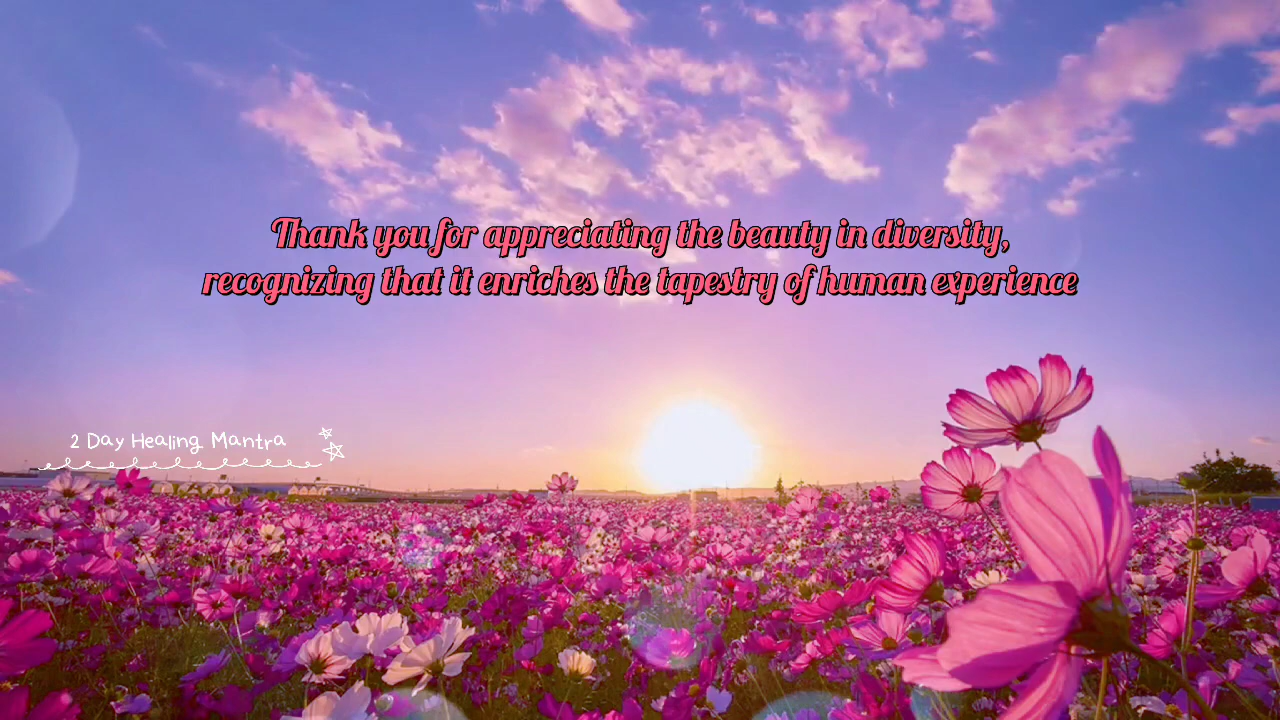 Thank you for appreciating the beauty in diversity,
recognizing that it enriches the tapestry of human experience
2 Day Healing Mantra